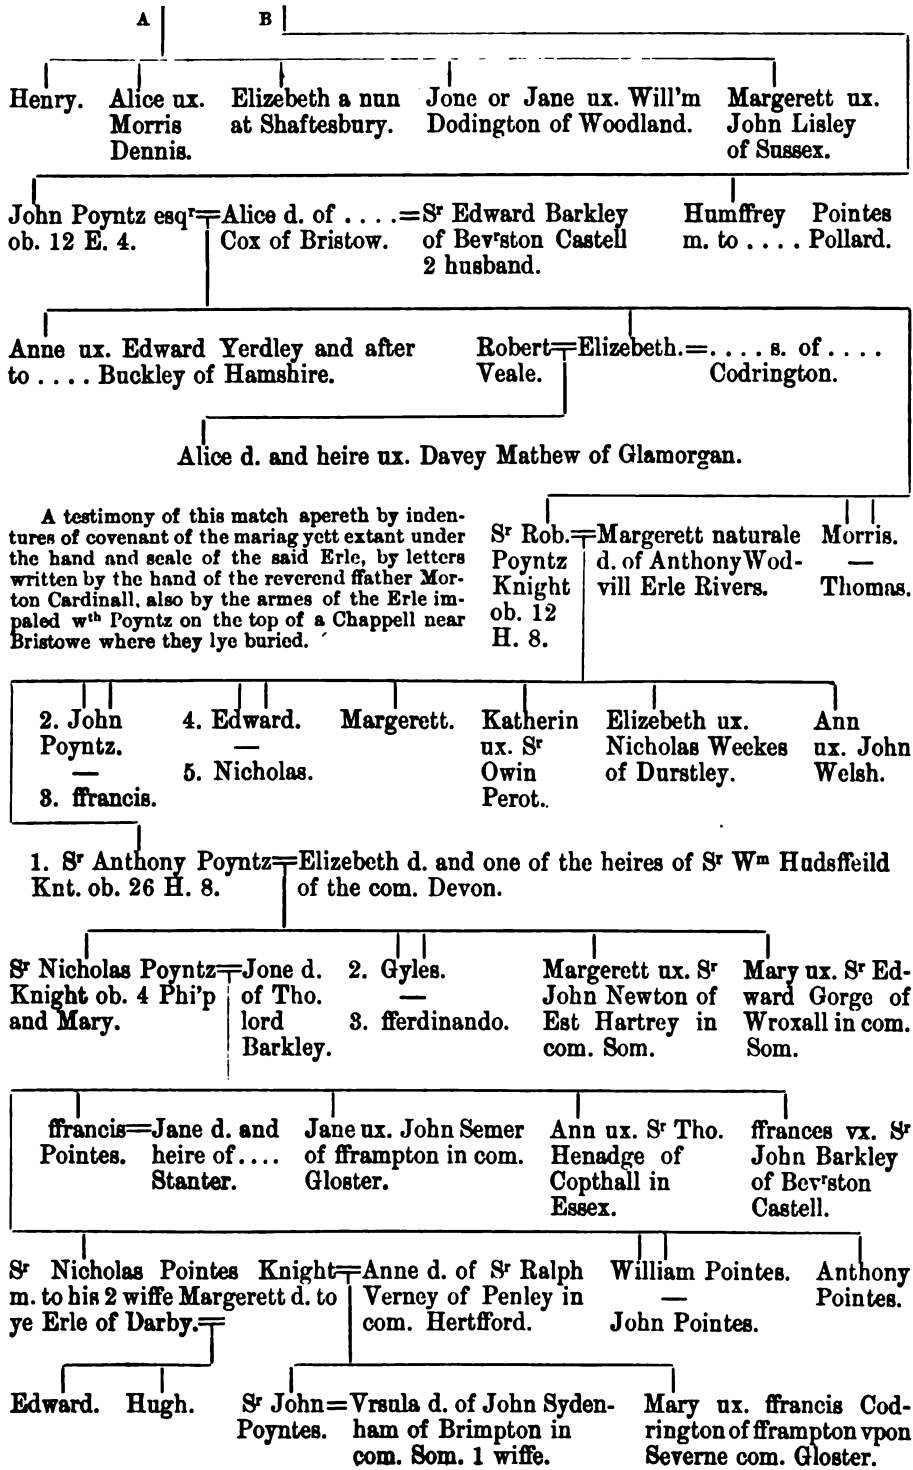 A
B
Henry.
Alice ux.
Morris
Dennis.
Elizebeth a nun
at Shaftesbury.
Jone or Jane ux. Will'm
Dodington of Woodland.
Margerett ux.
John Lisley
of Sussex.
John Poyntz esqʳ
ob. 12 E. 4.
=Alice d. of . . . .=
Cox of Bristow.
Sʳ Edward Barkley
of Bevʳston Castell
2 husband.
Humffrey Pointes
m. to . . . . Pollard.
Anne ux. Edward Yerdley and after
to . . . . Buckley of Hamshire.
Robert=
Veale.
Elizebeth.=
. . . . s. of . . . .
Codrington.
Alice d. and heire ux. Davey Mathew of Glamorgan.
A testimony of this match apereth by inden-
tures of covenant of the mariag yett extant under
the hand and seale of the said Erle, by letters
written by the hand of the reverend ffather Mor-
ton Cardinall, also by the armes of the Erle im-
paled wᵗʰ Poyntz on the top of a Chappell near
Bristowe where they lye buried.
Sʳ Rob.=
Poyntz
Knight
ob. 12
H. 8.
Margerett naturale
d. of Anthony Wod-
vill Erle Rivers.
Morris.
—
Thomas.
2. John
Poyntz.
—
3. ffrancis.
4. Edward.
—
5. Nicholas.
Margerett.
Katherin
ux. Sʳ
Owin
Perot.
Elizebeth ux.
Nicholas Weekes
of Durstley.
Ann
ux. John
Welsh.
1. Sʳ Anthony Poyntz=
Knt. ob. 26 H. 8.
Elizebeth d. and one of the heires of Sʳ Wᵐ Hudsffeild
of the com. Devon.
Sʳ Nicholas Poyntz=
Knight ob. 4 Phi'p
and Mary.
Jone d.
of Tho.
lord
Barkley.
2. Gyles.
—
3. fferdinando.
Margerett ux. Sʳ
John Newton of
Est Hartrey in
com. Som.
Mary ux. Sʳ Ed-
ward Gorge of
Wroxall in com.
Som.
ffrancis=
Pointes.
Jane d. and
heire of . . . .
Stanter.
Jane ux. John Semer
of fframpton in com.
Gloster.
Ann ux. Sʳ Tho.
Henadge of
Copthall in
Essex.
ffrances vx. Sʳ
John Barkley
of Bevʳston
Castell.
Sʳ Nicholas Pointes Knight=
m. to his 2 wiffe Margerett d. to
ye Erle of Darby.=
Anne d. of Sʳ Ralph
Verney of Penley in
com. Hertfford.
William Pointes.
—
John Pointes.
Anthony
Pointes.
Edward.
Hugh.
Sʳ John=
Poyntes.
Vrsula d. of John Syden-
ham of Brimpton in
com. Som. 1 wiffe.
Mary ux. ffrancis Cod-
rington of fframpton vpon
Severne com. Gloster.